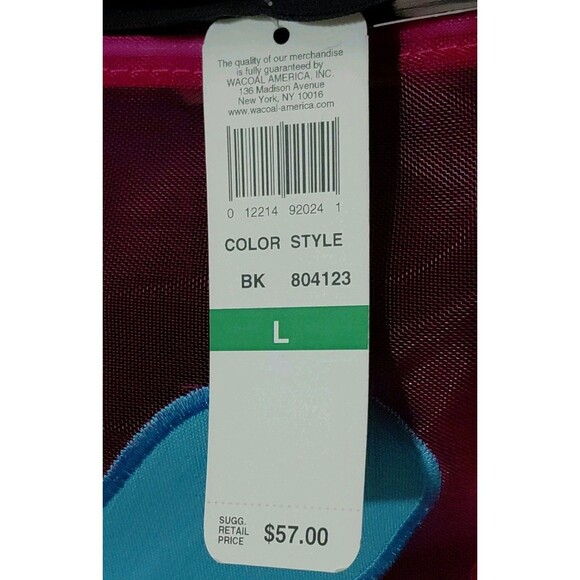 The quality of our merchandise
is fully guaranteed by
WACOAL AMERICA, INC.
136 Madison Avenue
New York, NY 10016
www.wacoal-america.com
0 12214 92024 1
COLOR STYLE
BK 804123
L
SUGG.
RETAIL
PRICE $57.00